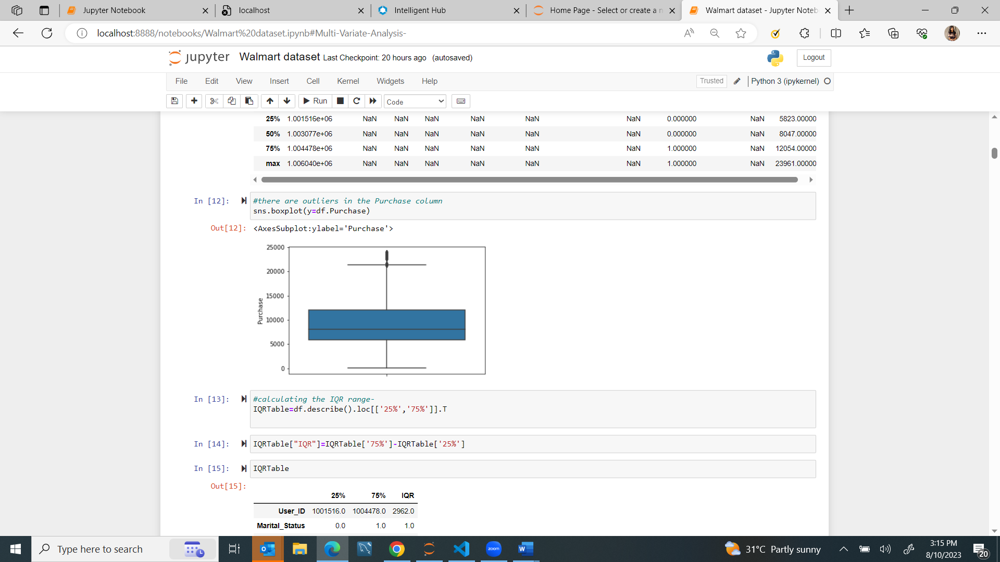 Jupyter Notebook
localhost
Intelligent Hub
Home Page - Select or create a n
Walmart dataset - Jupyter Noteb
localhost:8888/notebooks/Walmart%20dataset.ipynb#Multi-Variate-Analysis-
jupyter Walmart dataset Last Checkpoint: 20 hours ago (autosaved)
Logout
File Edit View Insert Cell Kernel Widgets Help
Trusted Python 3 (ipykernel)
Run Code
25% 1.001516e+06 NaN NaN NaN NaN NaN NaN 0.000000 NaN 5823.00000
50% 1.003077e+06 NaN NaN NaN NaN NaN NaN 0.000000 NaN 8047.00000
75% 1.004478e+06 NaN NaN NaN NaN NaN NaN 1.000000 NaN 12054.00000
max 1.006040e+06 NaN NaN NaN NaN NaN NaN 1.000000 NaN 23961.00000
In [12]: #there are outliers in the Purchase column
sns.boxplot(y=df.Purchase)
Out[12]: <AxesSubplot:ylabel='Purchase'>
25000
20000
15000
10000
5000
0
Purchase
In [13]: #calculating the IQR range-
IQRTable=df.describe().loc[['25%','75%']].T
In [14]: IQRTable["IQR"]=IQRTable['75%']-IQRTable['25%']
In [15]: IQRTable
Out[15]:
25% 75% IQR
User_ID 1001516.0 1004478.0 2962.0
Marital_Status 0.0 1.0 1.0
Type here to search
zoom
31°C Partly sunny
3:15 PM
8/10/2023
20